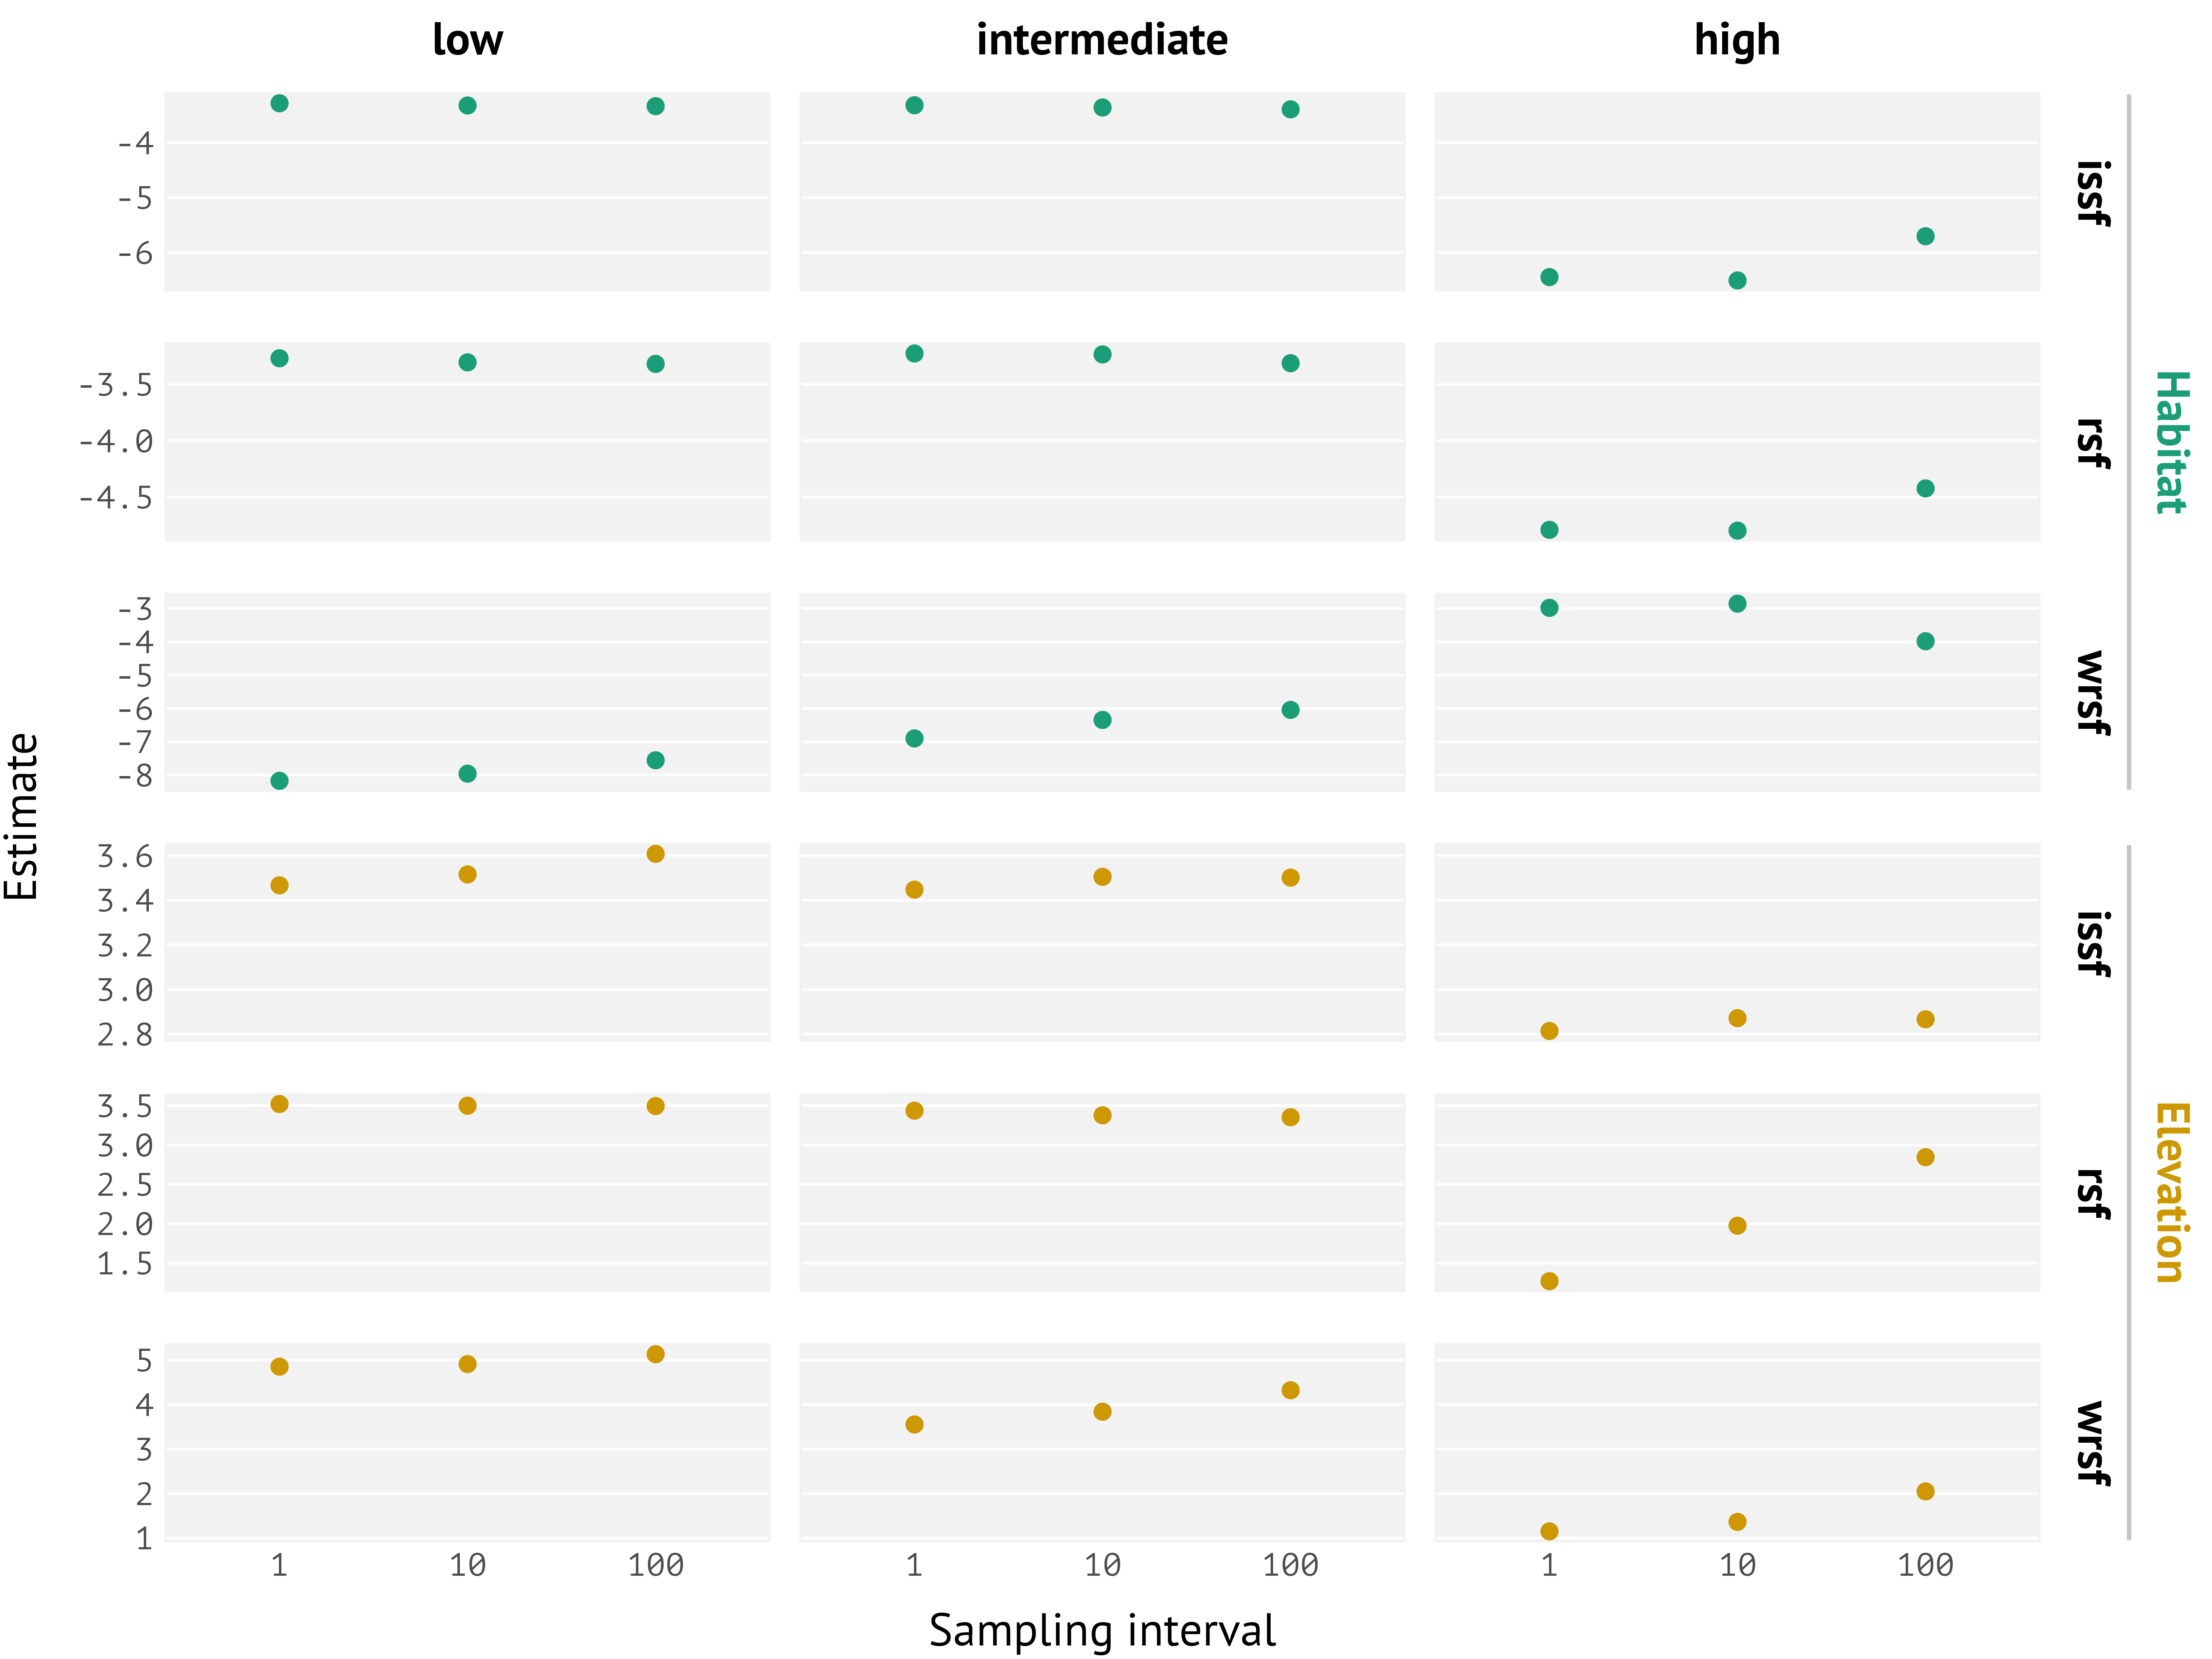 low intermediate high
-4
-5
-6
issf
-3.5
-4.0
-4.5
rsf
Habitat
-3
-4
-5
-6
-7
-8
wrsf
Estimate
3.6
3.4
3.2
3.0
2.8
issf
3.5
3.0
2.5
2.0
1.5
rsf
Elevation
5
4
3
2
1
wrsf
1 10 100 1 10 100 1 10 100
Sampling interval